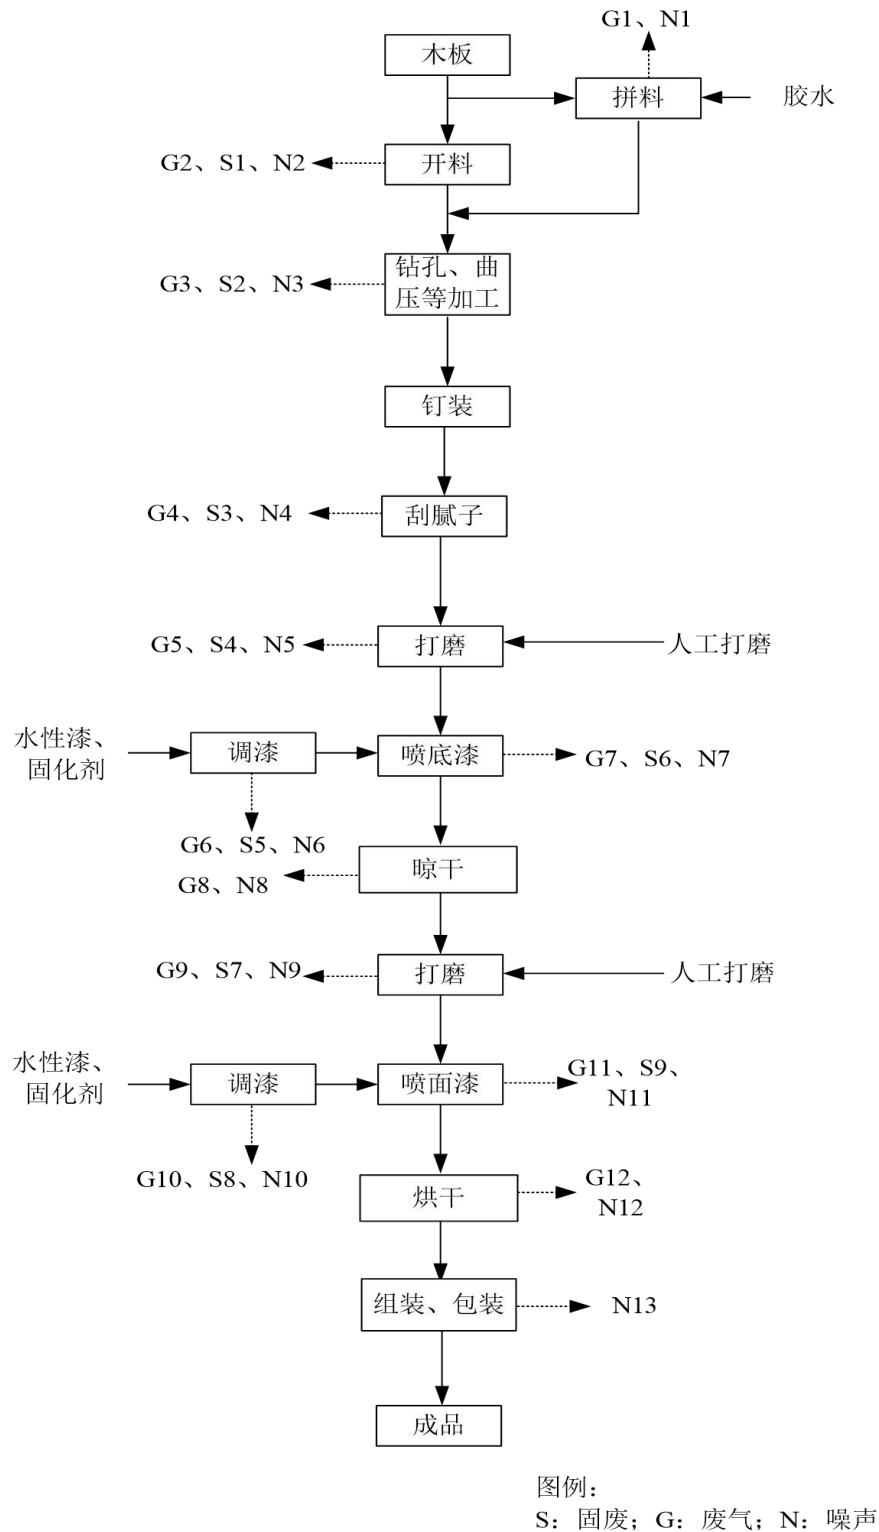 G1、N1
木板
拼料
胶水
G2、S1、N2
开料
G3、S2、N3
钻孔、曲
压等加工
钉装
G4、S3、N4
刮腻子
G5、S4、N5
打磨
人工打磨
水性漆、
固化剂
调漆
喷底漆
G7、S6、N7
G6、S5、N6
G8、N8
晾干
G9、S7、N9
打磨
人工打磨
水性漆、
固化剂
调漆
喷面漆
G11、S9、
N11
G10、S8、N10
烘干
G12、
N12
组装、包装
N13
成品
图例：
S：固废；G：废气；N：噪声